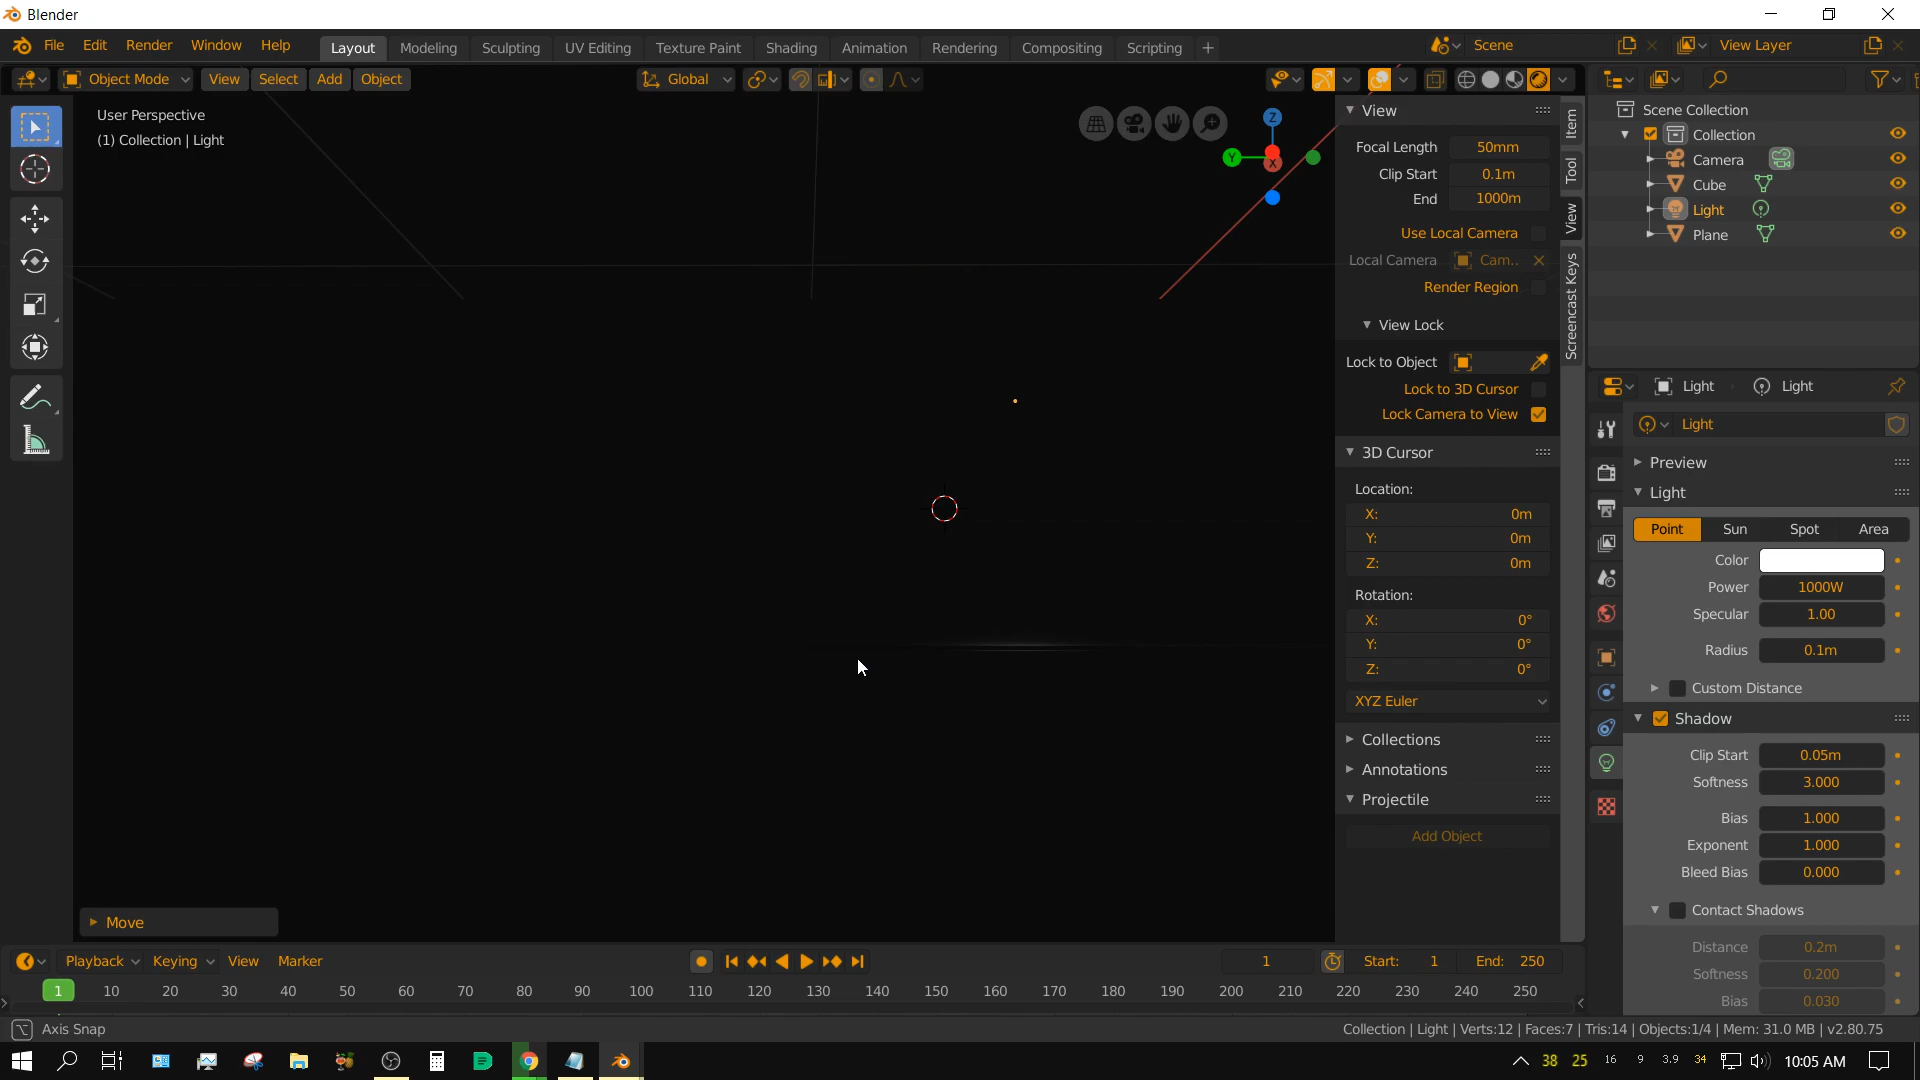 Blender
File Edit Render Window Help
Layout Modeling Sculpting UV Editing Texture Paint Shading Animation Rendering Compositing Scripting +
Scene View Layer
Object Mode View Select Add Object
Global
User Perspective
(1) Collection | Light
Z
Y
X
View
Focal Length 50mm
Clip Start 0.1m
End 1000m
Use Local Camera
Local Camera Cam..
Render Region
View Lock
Lock to Object
Lock to 3D Cursor
Lock Camera to View
3D Cursor
Location:
X: 0m
Y: 0m
Z: 0m
Rotation:
X: 0°
Y: 0°
Z: 0°
XYZ Euler
Collections
Annotations
Projectile
Add Object
Item
Tool
View
Screencast Keys
Scene Collection
Collection
Camera
Cube
Light
Plane
Light Light
Light
Preview
Light
Point Sun Spot Area
Color
Power 1000W
Specular 1.00
Radius 0.1m
Custom Distance
Shadow
Clip Start 0.05m
Softness 3.000
Bias 1.000
Exponent 1.000
Bleed Bias 0.000
Contact Shadows
Distance 0.2m
Softness 0.200
Bias 0.030
Move
Playback Keying View Marker
1 Start: 1 End: 250
1 10 20 30 40 50 60 70 80 90 100 110 120 130 140 150 160 170 180 190 200 210 220 230 240 250
Axis Snap
Collection | Light | Verts:12 | Faces:7 | Tris:14 | Objects:1/4 | Mem: 31.0 MB | v2.80.75
38 25 16 9 3.9 34 10:05 AM